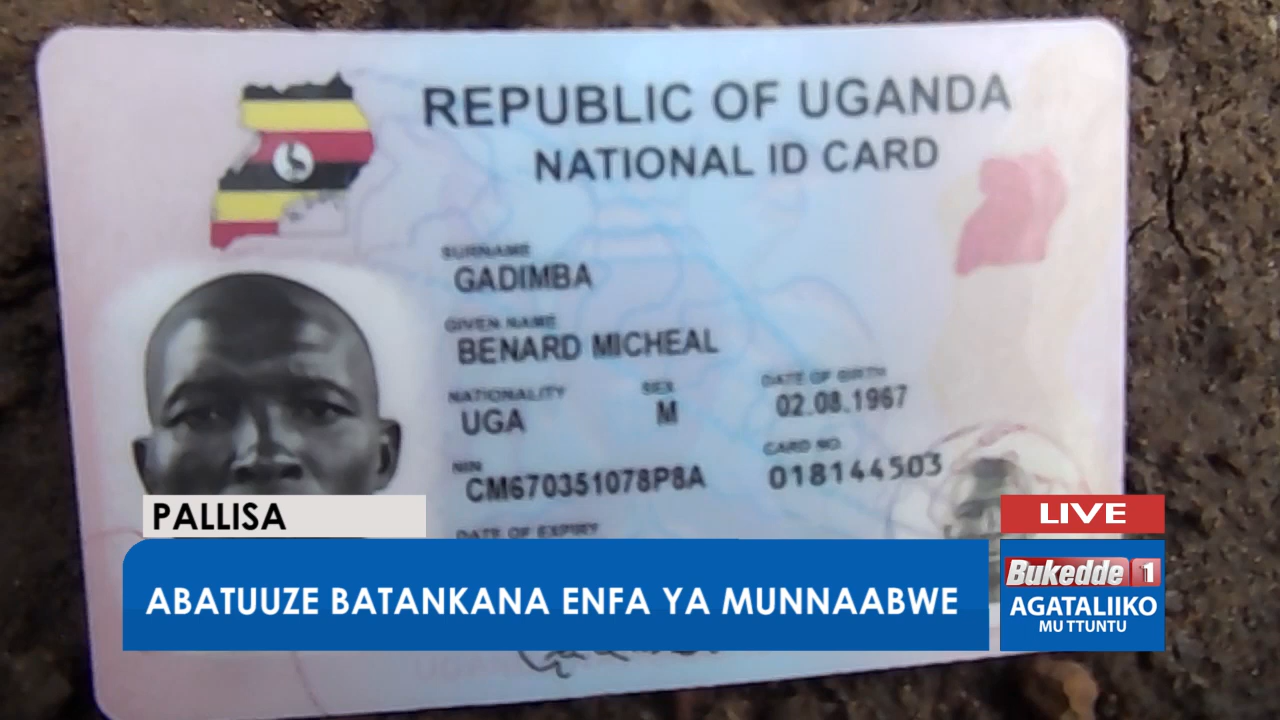 REPUBLIC OF UGANDA
NATIONAL ID CARD
SURNAME
GADIMBA
GIVEN NAME
BENARD MICHEAL
NATIONALITY SEX DATE OF BIRTH
UGA M 02.08.1967
NIN CARD NO.
CM670351078P8A 018144503
DATE OF EXPIRY
PALLISA
LIVE
ABATUUZE BATANKANA ENFA YA MUNNAABWE
Bukedde 1
AGATALIIKO
MU TTUNTU